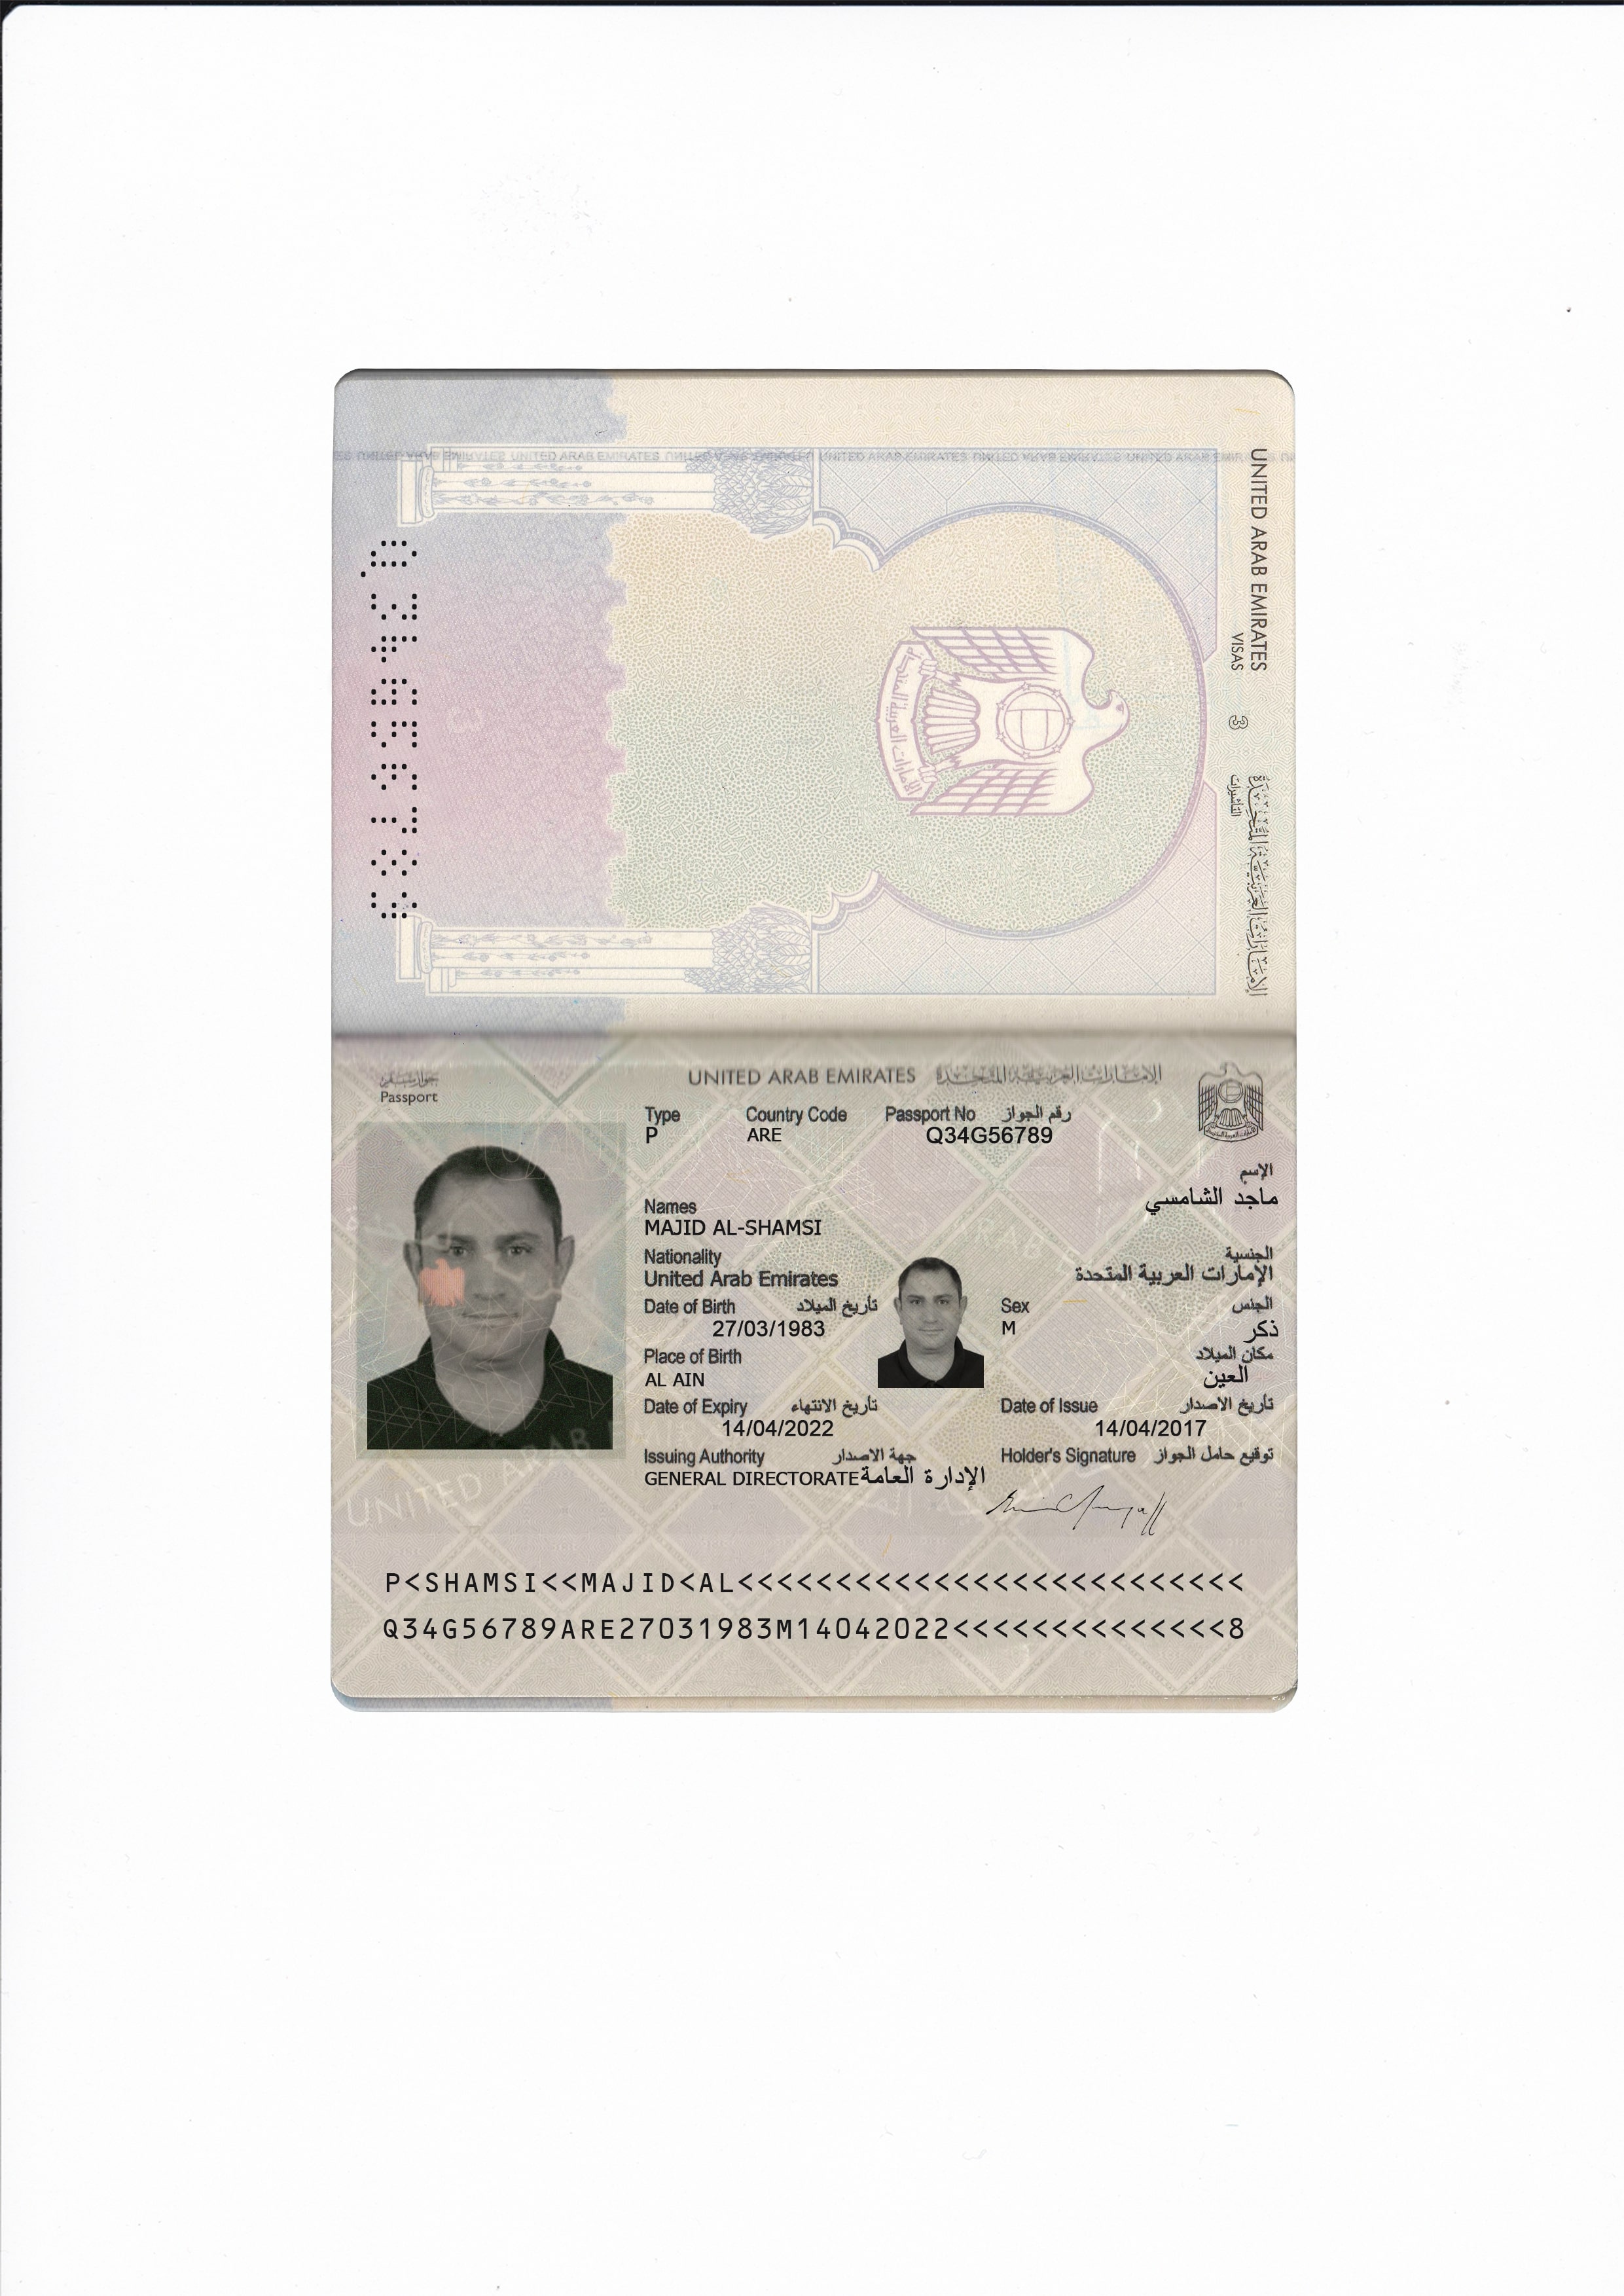 UNITED ARAB EMIRATES
VISAS
3
الإمارات العربية المتحدة
التأشيرات
جواز سفر
Passport
UNITED ARAB EMIRATES الإمارات العربية المتحدة
Type Country Code Passport No رقم الجواز
P ARE Q34G56789
الإسم
ماجد الشامسي
Names
MAJID AL-SHAMSI
Nationality الجنسية
United Arab Emirates الإمارات العربية المتحدة
Date of Birth تأريخ الميلاد Sex الجنس
27/03/1983 M ذكر
Place of Birth مكان الميلاد
AL AIN العين
Date of Expiry تأريخ الانتهاء Date of Issue تأريخ الاصدار
14/04/2022 14/04/2017
Issuing Authority جهة الاصدار Holder's Signature توقيع حامل الجواز
GENERAL DIRECTORATE الإدارة العامة
P<SHAMSI<<MAJID<AL<<<<<<<<<<<<<<<<<<<<<<<<<<
Q34G56789ARE27031983M14042022<<<<<<<<<<<<<<8